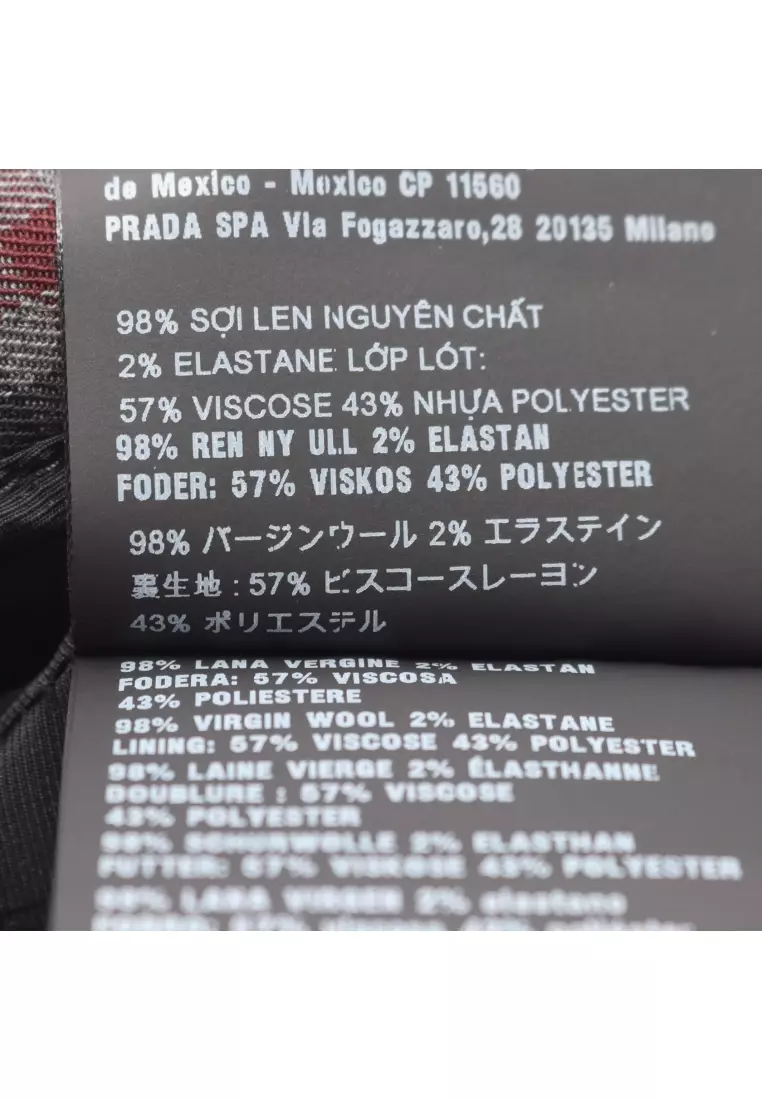 de Mexico - Mexico CP 11560
PRADA SPA Via Fogazzaro,28 20135 Milano
98% SỢI LEN NGUYÊN CHẤT
2% ELASTANE LỚP LÓT:
57% VISCOSE 43% NHỰA POLYESTER
98% REN NY ULL 2% ELASTAN
FODER: 57% VISKOS 43% POLYESTER
98% バージンウール 2% エラステイン
裏生地 : 57% ビスコースレーヨン
43% ポリエステル
98% LANA VERGINE 2% ELASTAN
FODERA: 57% VISCOSA
43% POLIESTERE
98% VIRGIN WOOL 2% ELASTANE
LINING: 57% VISCOSE 43% POLYESTER
98% LAINE VIERGE 2% ÉLASTHANNE
DOUBLURE : 57% VISCOSE
43% POLYESTER
98% SCHURWOLLE 2% ELASTHAN
FUTTER: 57% VISKOSE 43% POLYESTER
98% LANA VIRGEN 2% elastano